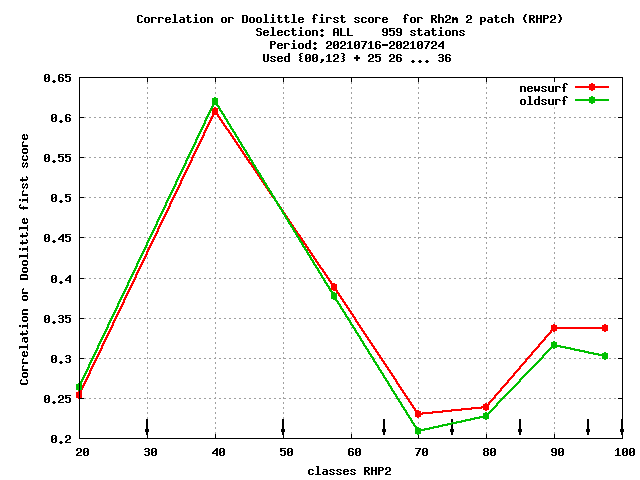 Correlation or Doolittle first score  for Rh2m 2 patch (RHP2)
Selection: ALL    959 stations
Period: 20210716-20210724
Used {00,12} + 25 26 ... 36
newsurf
oldsurf
Correlation or Doolittle first score
0.65
0.6
0.55
0.5
0.45
0.4
0.35
0.3
0.25
0.2
20 30 40 50 60 70 80 90 100
classes RHP2